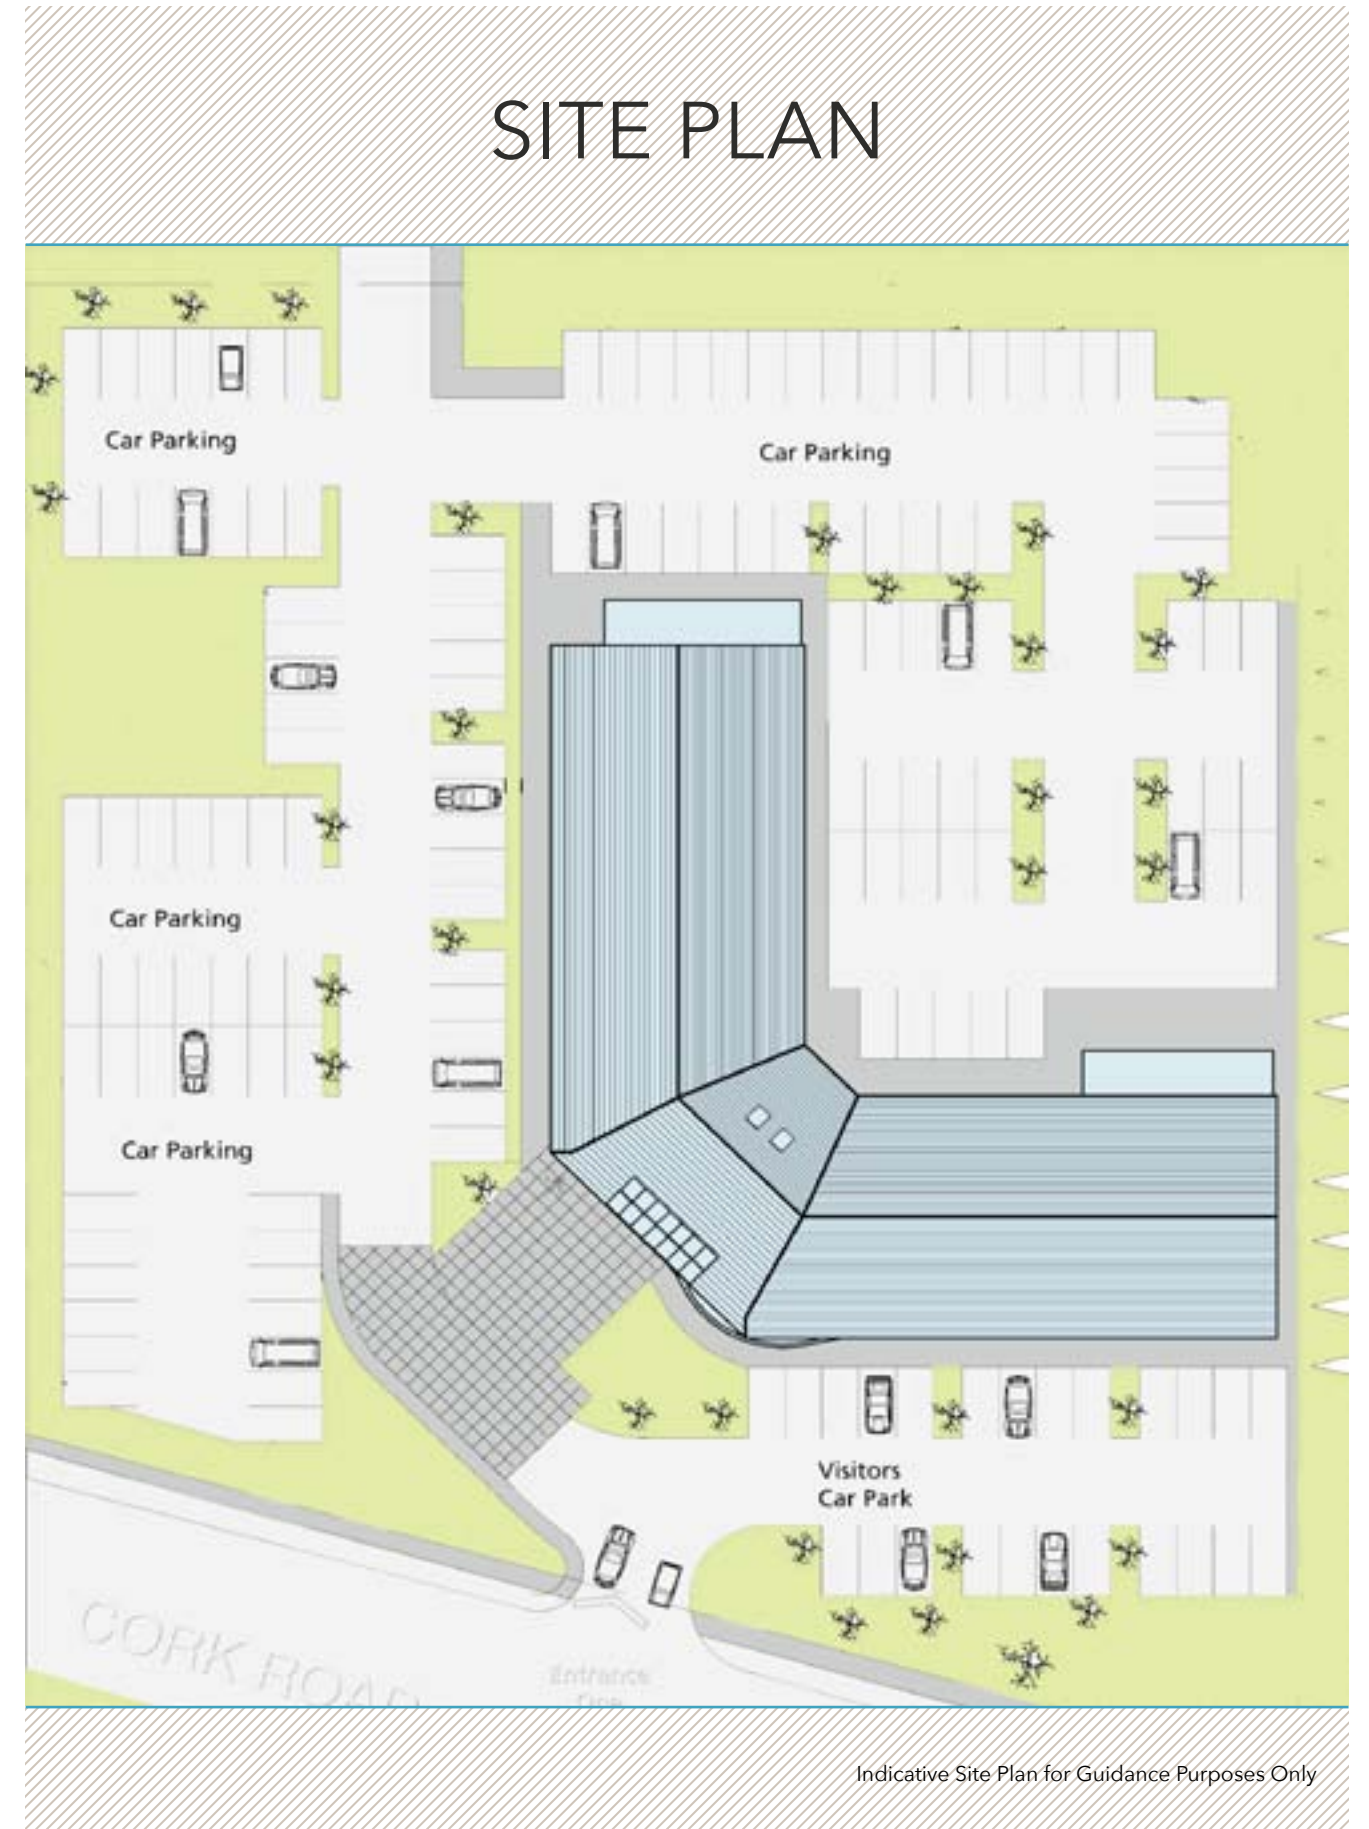 SITE PLAN
Car Parking
Car Parking
Car Parking
Car Parking
Visitors
Car Park
CORK ROAD
Entrance
One
Indicative Site Plan for Guidance Purposes Only